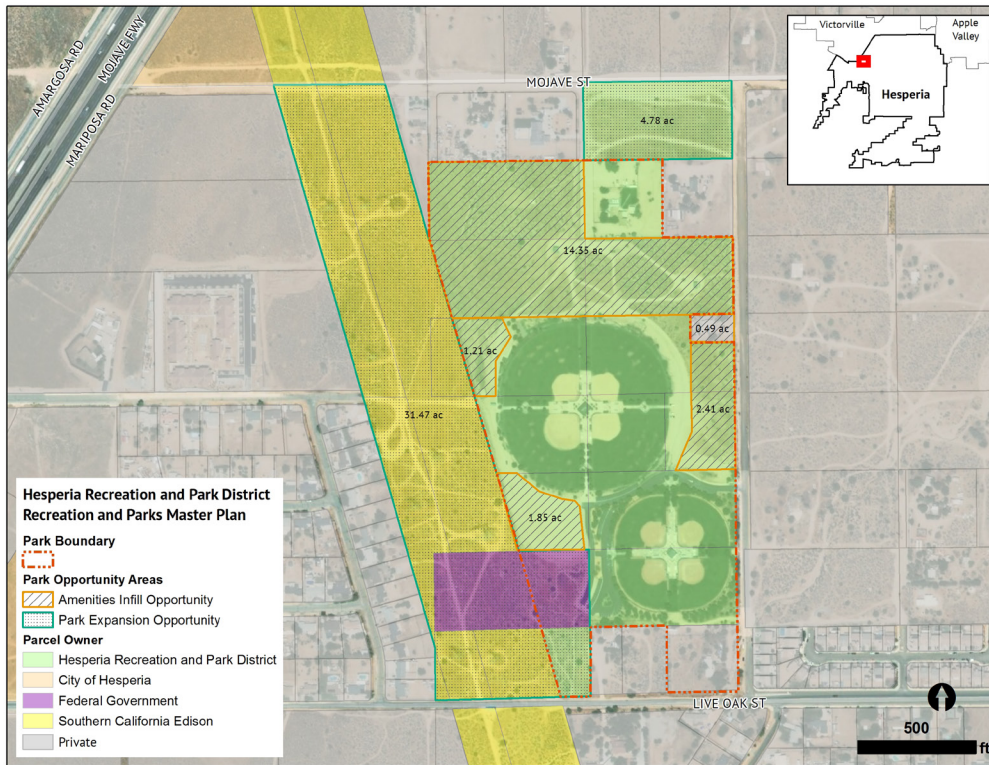 AMARGOSA RD
MOJAVE FWY
MARIPOSA RD
MOJAVE ST
Victorville
Apple
Valley
Hesperia
4.78 ac
14.35 ac
0.49 ac
1.21 ac
2.41 ac
31.47 ac
1.85 ac
LIVE OAK ST
Hesperia Recreation and Park District
Recreation and Parks Master Plan
Park Boundary
Park Opportunity Areas
Amenities Infill Opportunity
Park Expansion Opportunity
Parcel Owner
Hesperia Recreation and Park District
City of Hesperia
Federal Government
Southern California Edison
Private
500
ft